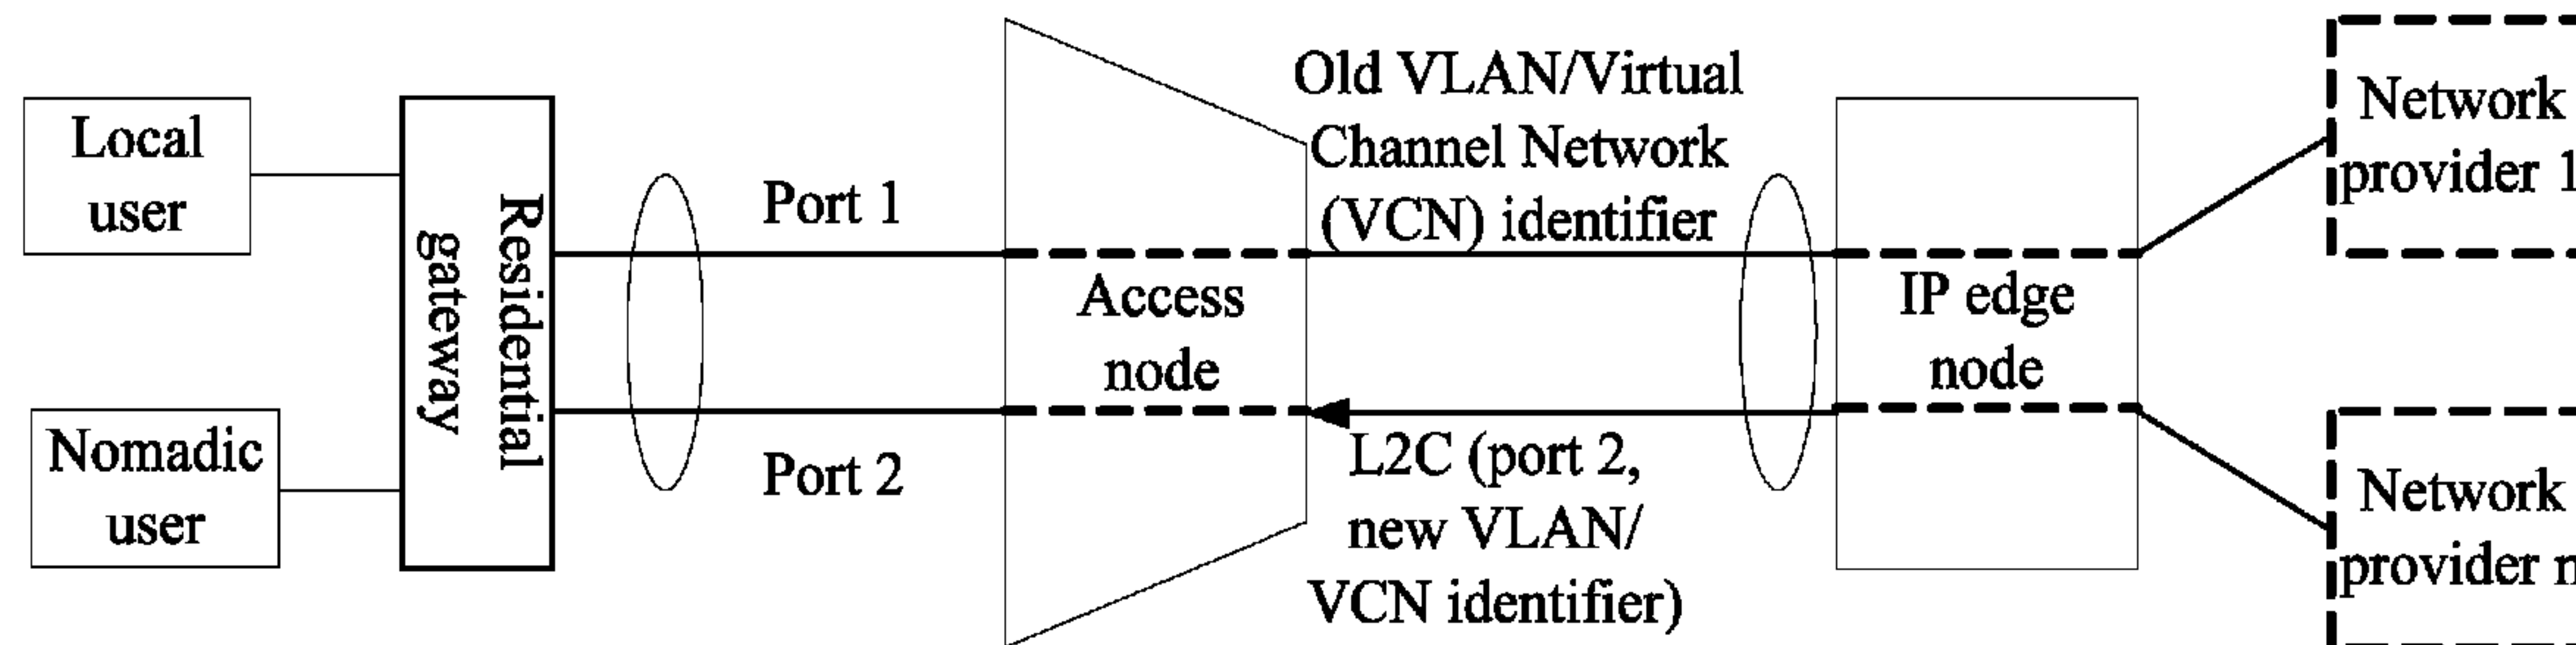 Local
user
Nomadic
user
Residential
gateway
Port 1
Port 2
Access
node
Old VLAN/Virtual
Channel Network
(VCN) identifier
L2C (port 2,
new VLAN/
VCN identifier)
IP edge
node
Network
provider 1
Network
provider n